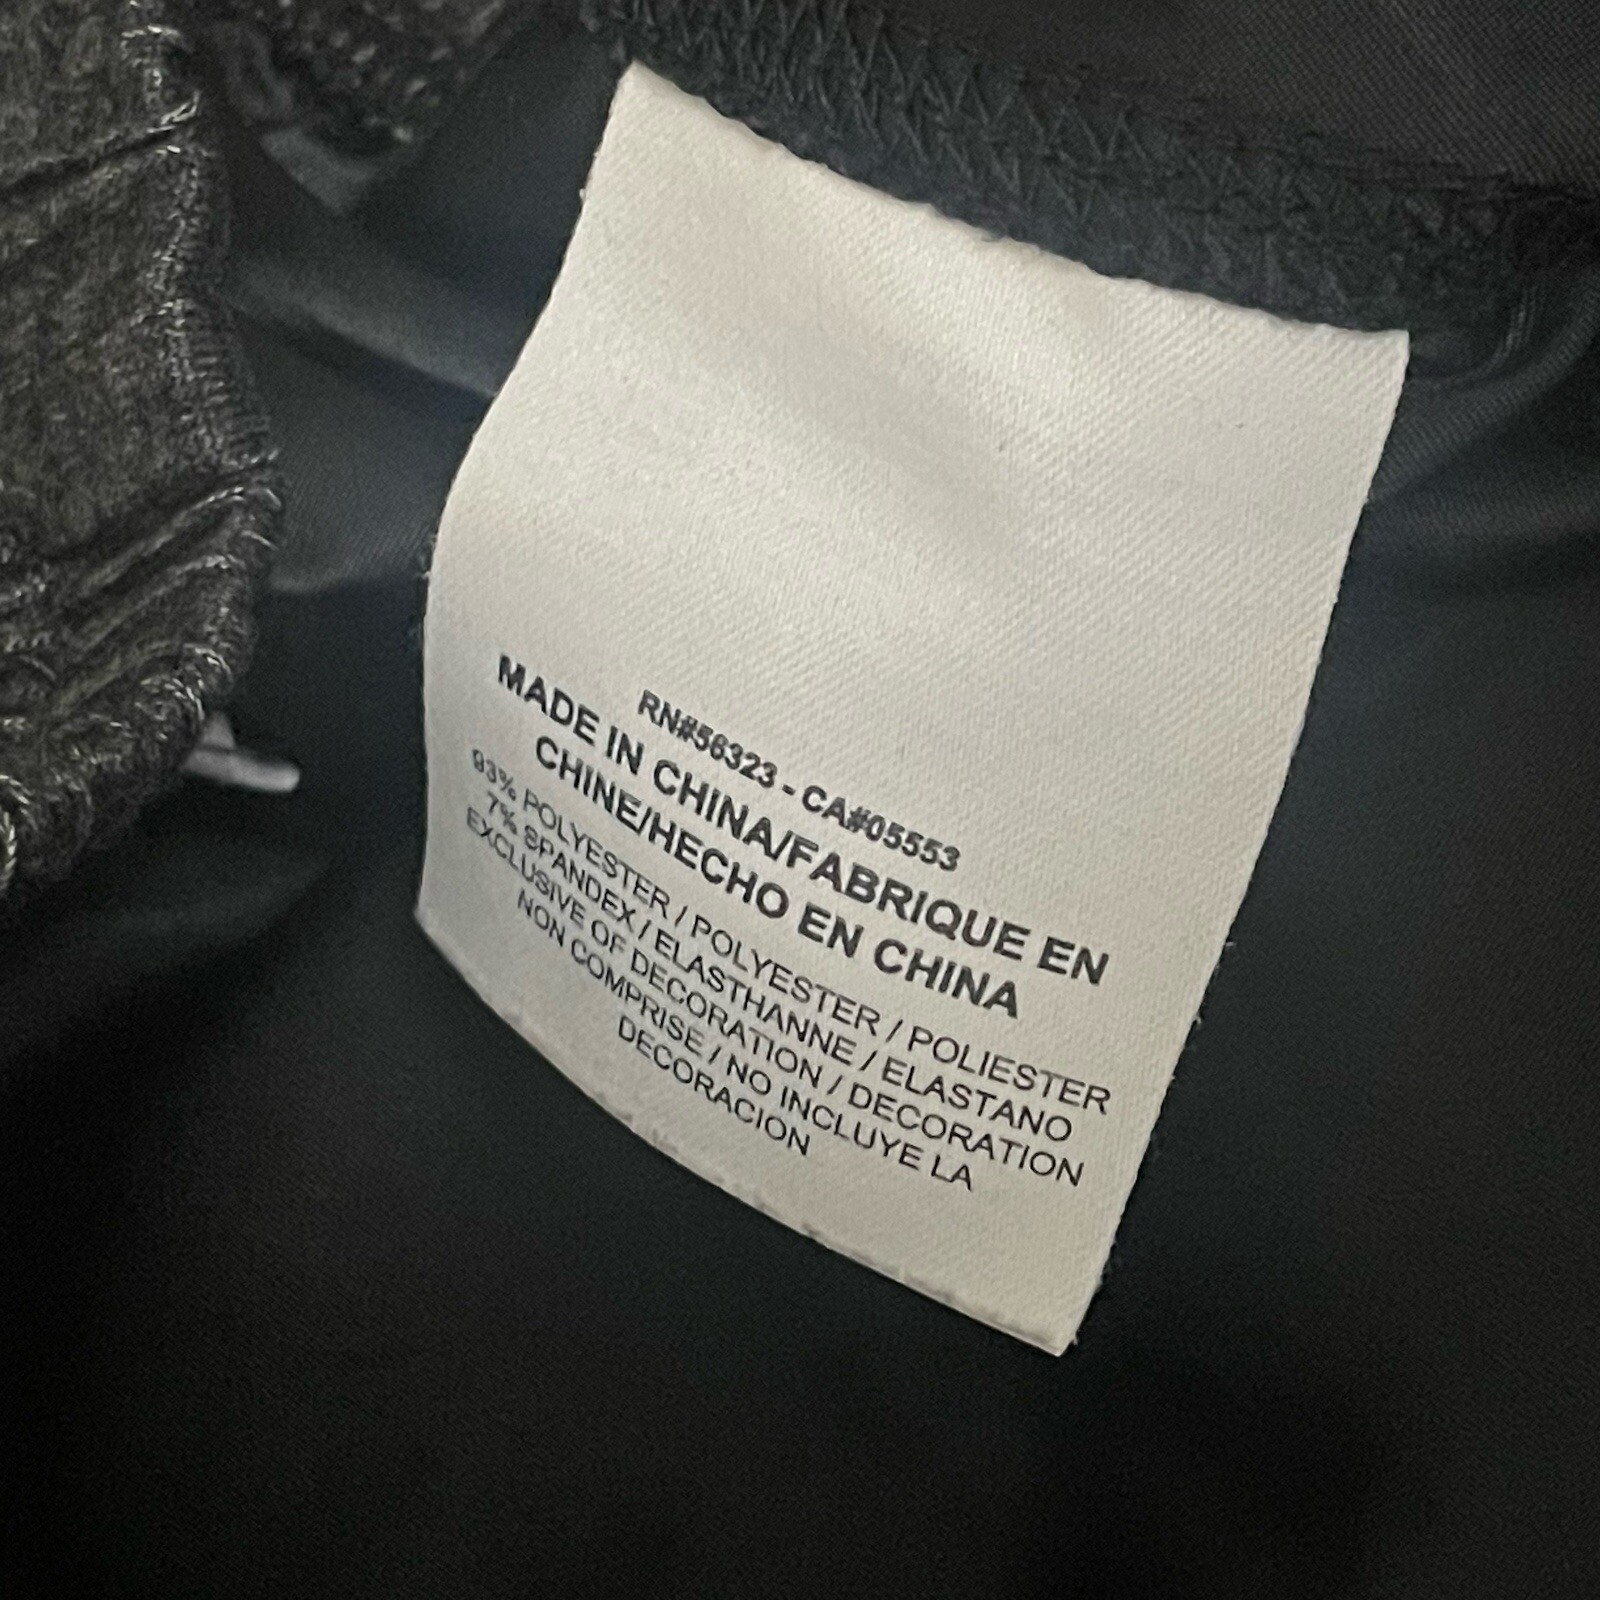 RN#56323 - CA#05553
MADE IN CHINA/FABRIQUE EN
CHINE/HECHO EN CHINA
93% POLYESTER / POLYESTER / POLIESTER
7% SPANDEX / ELASTHANNE / ELASTANO
EXCLUSIVE OF DECORATION / DECORATION
NON COMPRISE / NO INCLUYE LA
DECORACION